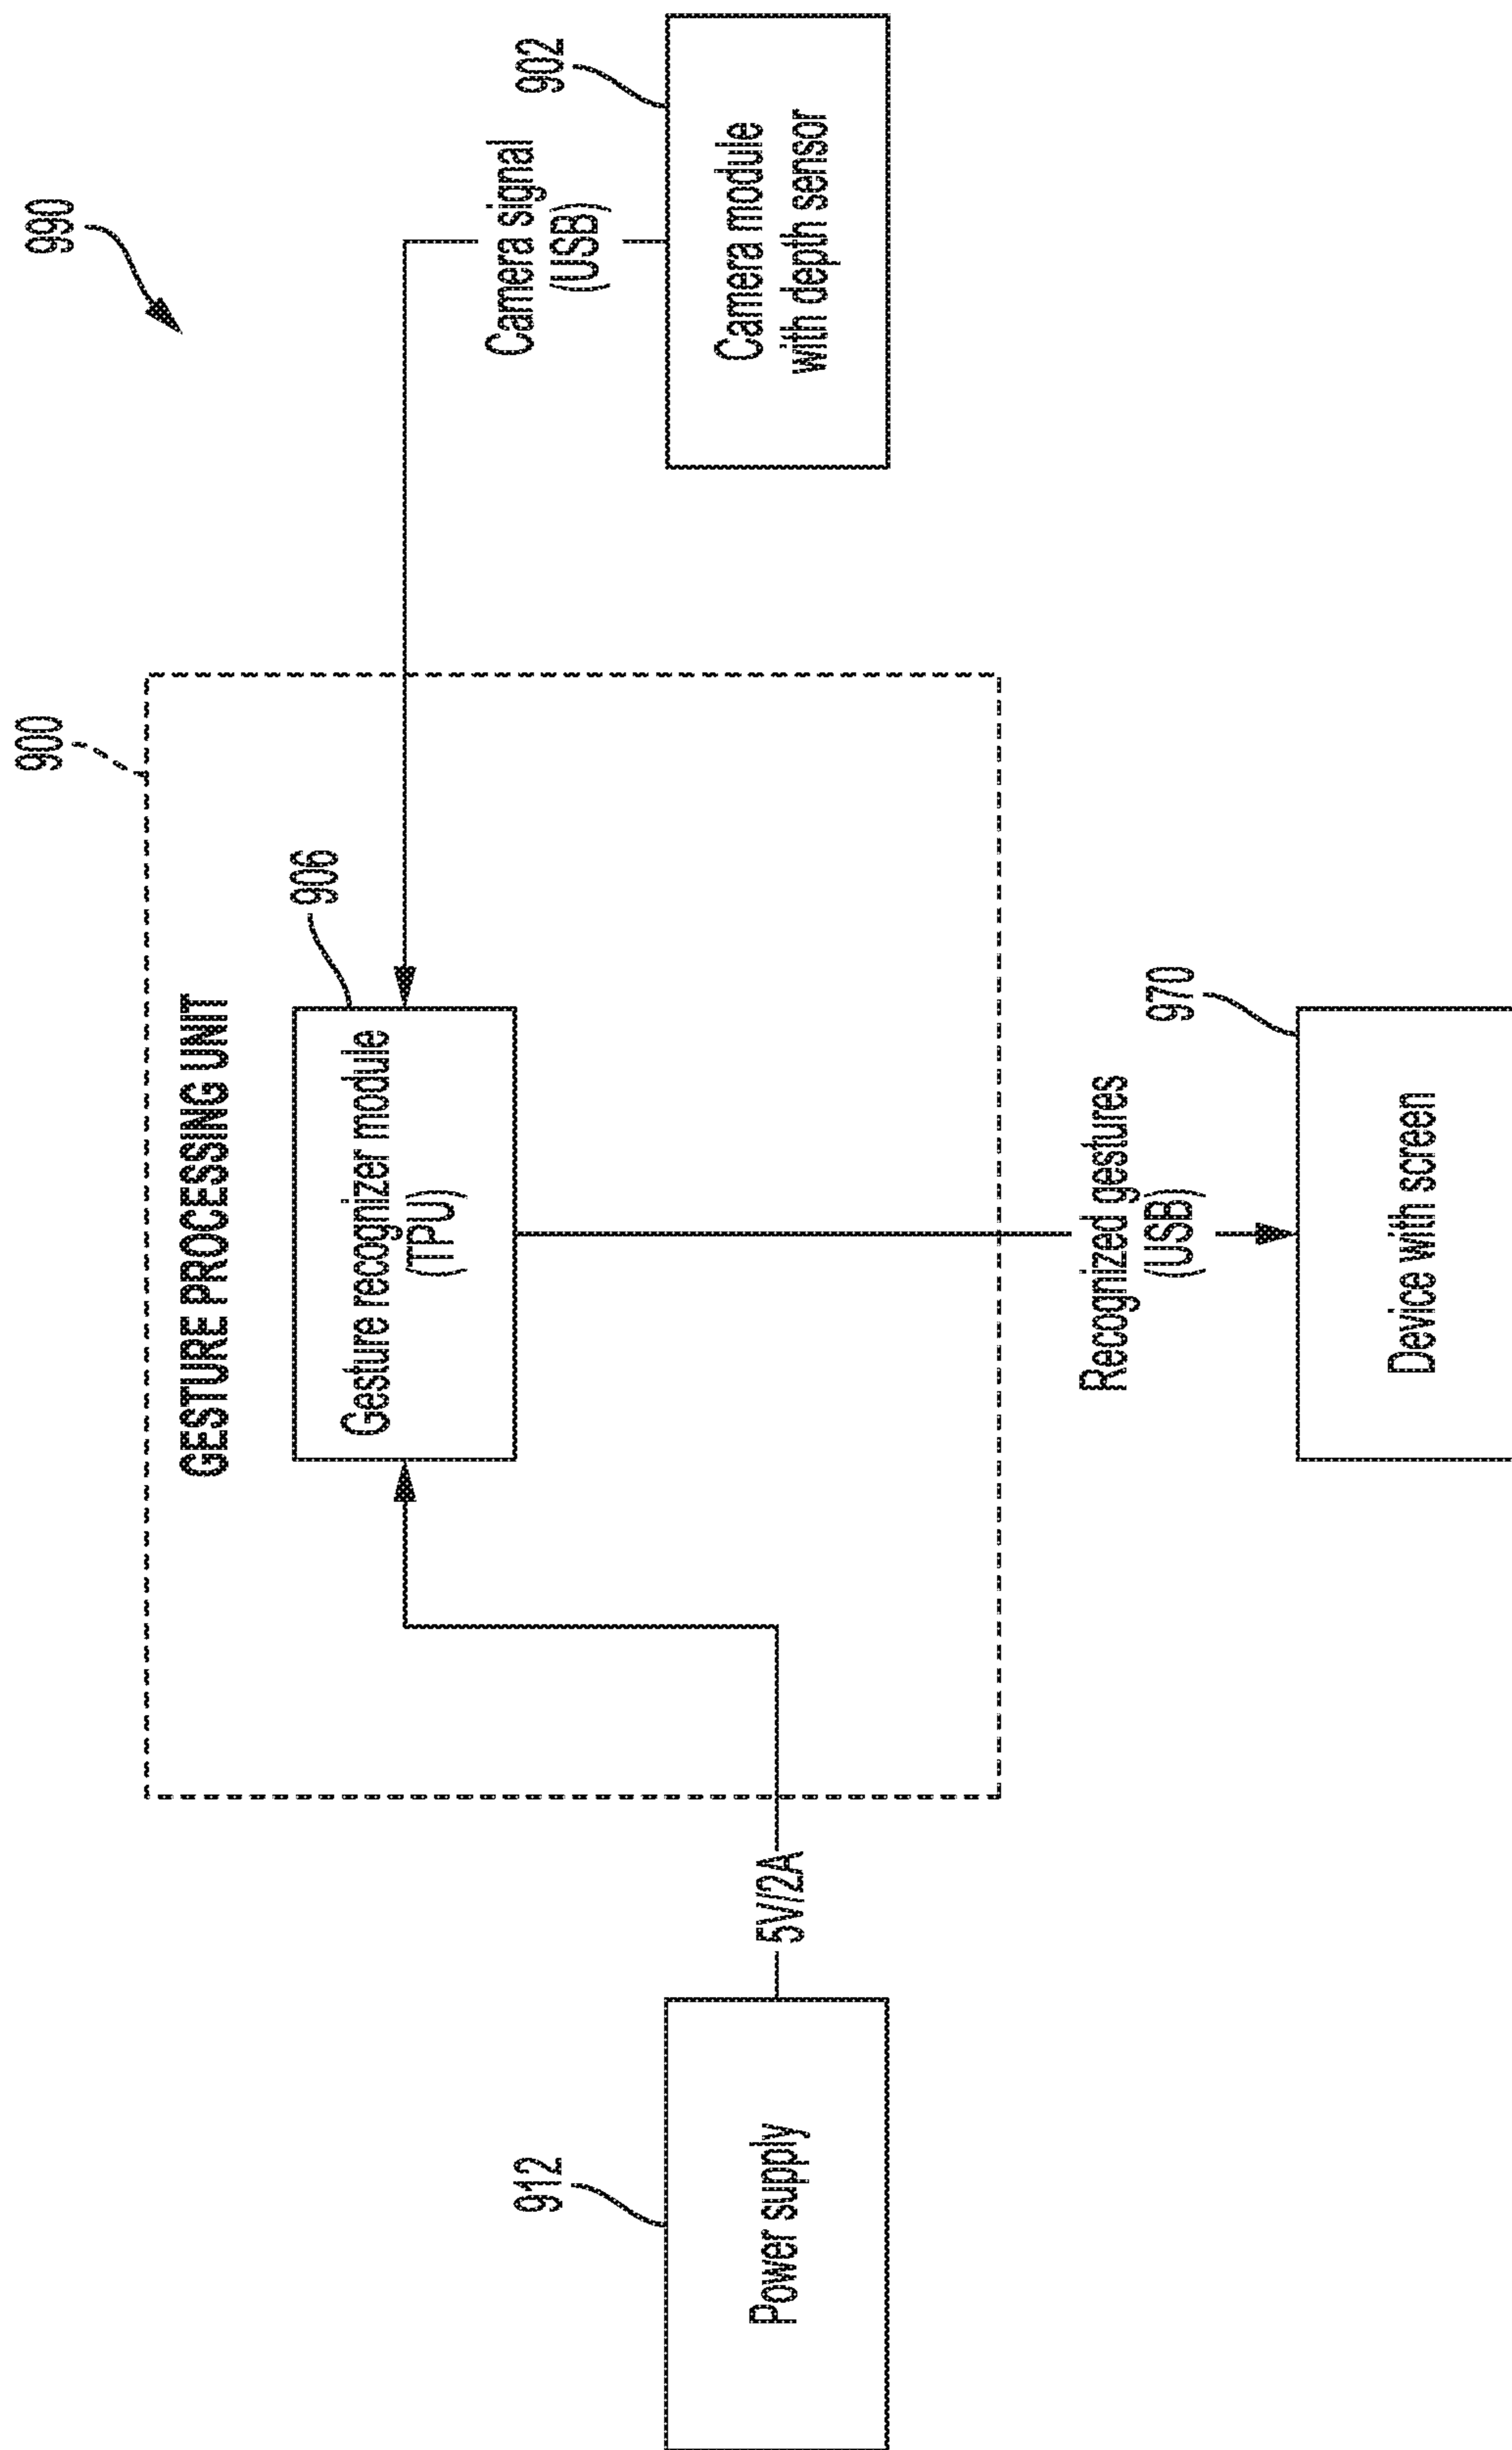 990
900
GESTURE PROCESSING UNIT
906
Gesture recognizer module
(TPU)
912
Power supply
5V/2A
Camera signal
(USB)
902
Camera module
with depth sensor
Recognized gestures
(USB)
970
Device with screen